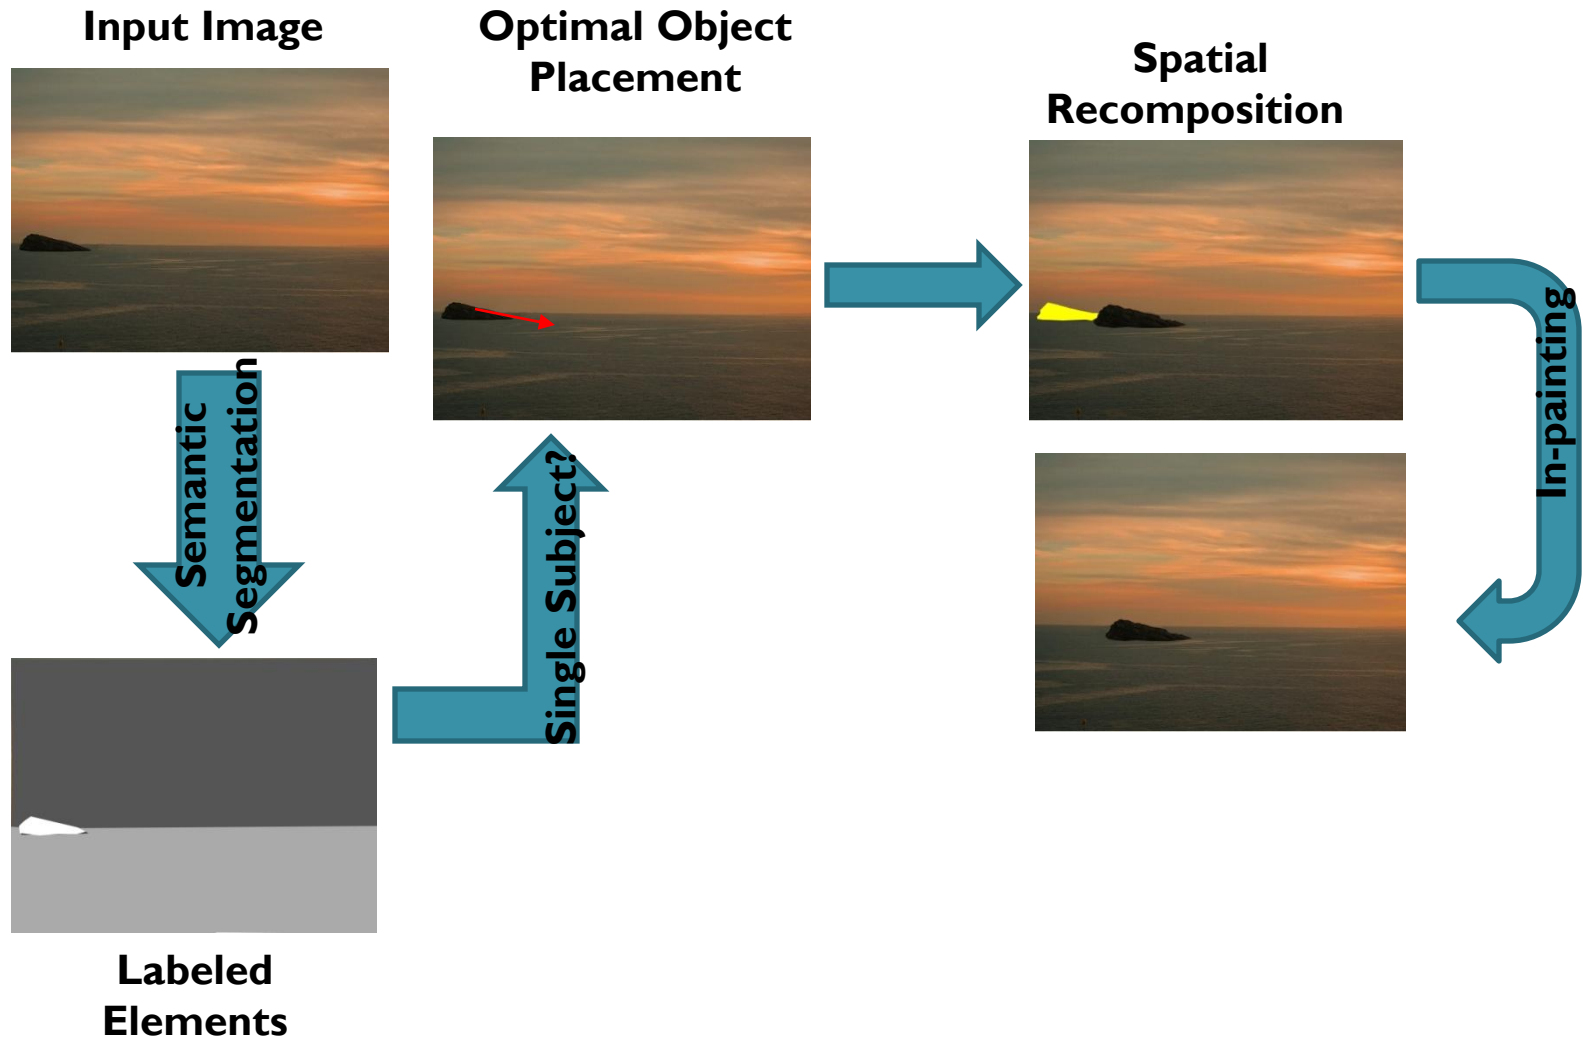 Input Image
Optimal Object
Placement
Spatial
Recomposition
Semantic
Segmentation
Single Subject?
In-painting
Labeled
Elements